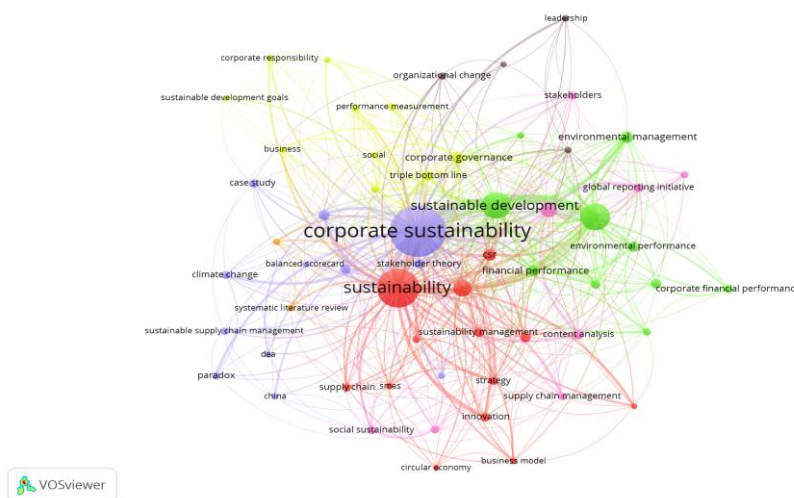 leadership
corporate responsibility
organizational change
sustainable development goals
stakeholders
performance measurement
environmental management
business
social
corporate governance
triple bottom line
case study
global reporting initiative
sustainable development
corporate sustainability
environmental performance
csr
balanced scorecard
stakeholder theory
climate change
financial performance
sustainability
corporate financial performanc
systematic literature review
sustainable supply chain management
sustainability management
content analysis
dea
paradox
supply chain
smes
strategy
china
supply chain management
innovation
social sustainability
business model
circular economy
VOSviewer